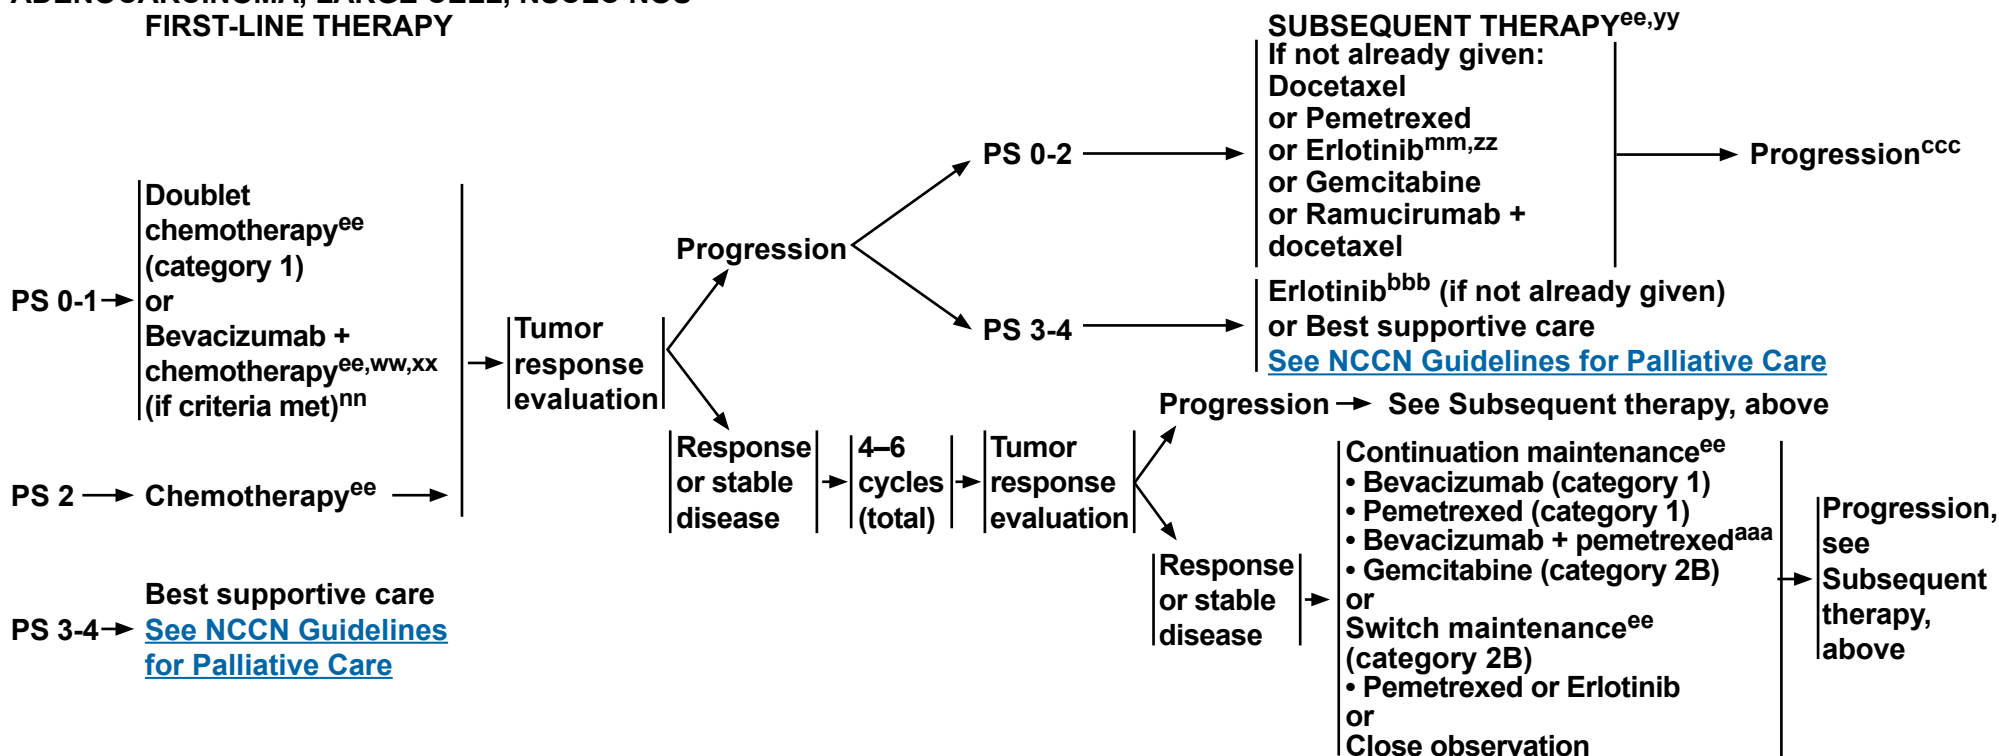 ADENOCARCINOMA, LARGE CELL, NSCLC NOS
FIRST-LINE THERAPY
PS 0-1
Doublet
chemotherapyee
(category 1)
or
Bevacizumab +
chemotherapyee,ww,xx
(if criteria met)nn
PS 2
Chemotherapyee
PS 3-4
Best supportive care
See NCCN Guidelines
for Palliative Care
Tumor
response
evaluation
Progression
PS 0-2
SUBSEQUENT THERAPYee,yy
If not already given:
Docetaxel
or Pemetrexed
or Erlotinibmm,zz
or Gemcitabine
or Ramucirumab +
docetaxel
Progressionccc
PS 3-4
Erlotinibbbb (if not already given)
or Best supportive care
See NCCN Guidelines for Palliative Care
Response
or stable
disease
4–6
cycles
(total)
Tumor
response
evaluation
Progression
See Subsequent therapy, above
Response
or stable
disease
Continuation maintenanceee
• Bevacizumab (category 1)
• Pemetrexed (category 1)
• Bevacizumab + pemetrexedaaa
• Gemcitabine (category 2B)
or
Switch maintenanceee
(category 2B)
• Pemetrexed or Erlotinib
or
Close observation
Progression,
see
Subsequent
therapy,
above